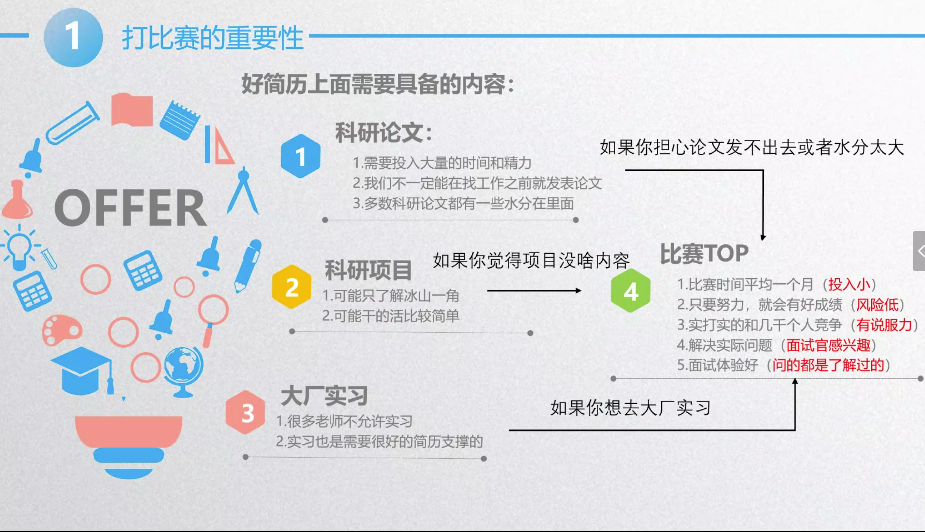 1 打比赛的重要性
好简历上面需要具备的内容：
OFFER
1 科研论文：
1.需要投入大量的时间和精力
2.我们不一定能在找工作之前就发表论文
3.多数科研论文都有一些水分在里面
如果你担心论文发不出去或者水分太大
2 科研项目
1.可能只了解冰山一角
2.可能干的活比较简单
如果你觉得项目没啥内容
4 比赛TOP
1.比赛时间平均一个月（投入小）
2.只要努力，就会有好成绩（风险低）
3.实打实的和几千个人竞争（有说服力）
4.解决实际问题（面试官感兴趣）
5.面试体验好（问的都是了解过的）
3 大厂实习
1.很多老师不允许实习
2.实习也是需要很好的简历支撑的
如果你想去大厂实习